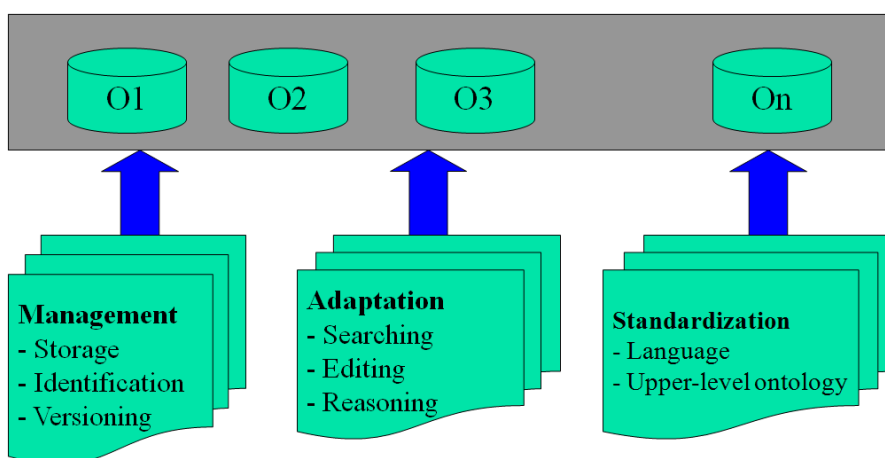 O1
O2
O3
On
Management
- Storage
- Identification
- Versioning
Adaptation
- Searching
- Editing
- Reasoning
Standardization
- Language
- Upper-level ontology